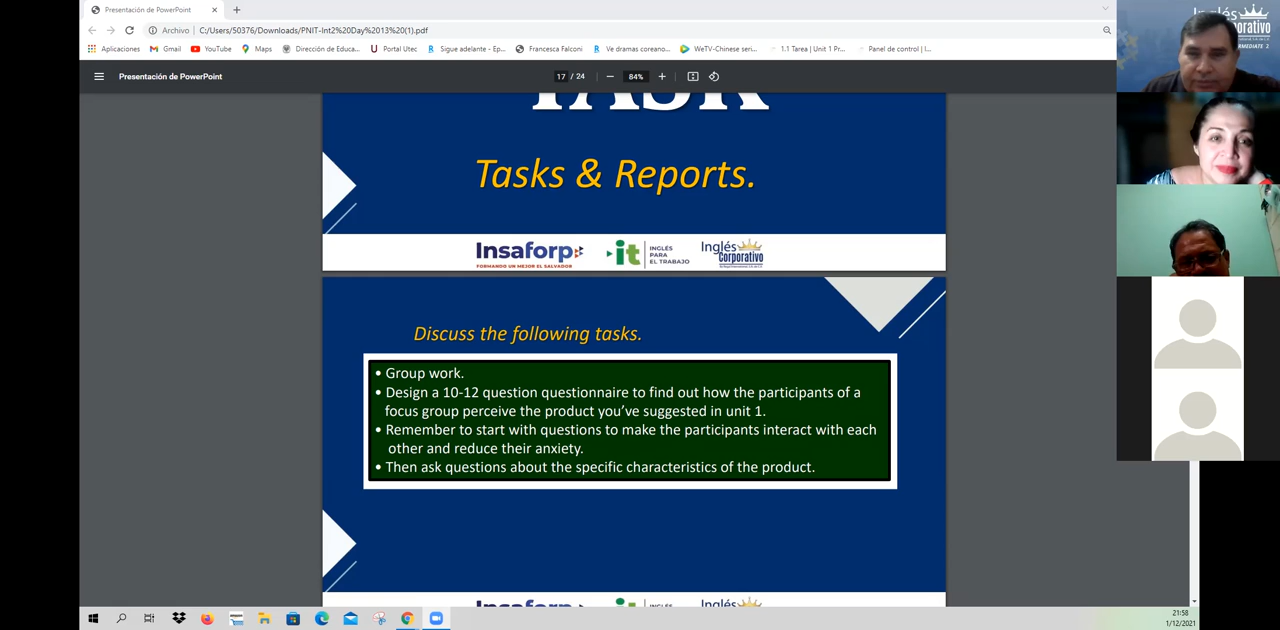 Presentación de PowerPoint
Archivo C:/Users/50376/Downloads/PNIT-Int2%20Day%2013%20(1).pdf
Aplicaciones Gmail YouTube Maps Dirección de Educa... Portal Utec Sigue adelante - Ep... Francesca Falconi Ve dramas coreano... WeTV-Chinese seri... 1.1 Tarea | Unit 1 Pr... Panel de control | I...
Presentación de PowerPoint 17 / 24 84%
TASK
Tasks & Reports.
Insaforp
FORMANDO UN MEJOR EL SALVADOR
it INGLÉS PARA EL TRABAJO
Inglés Corporativo
Discuss the following tasks.
• Group work.
• Design a 10-12 question questionnaire to find out how the participants of a
focus group perceive the product you've suggested in unit 1.
• Remember to start with questions to make the participants interact with each
other and reduce their anxiety.
• Then ask questions about the specific characteristics of the product.
Insaforp
it INGLÉS
Inglés
21:58
1/12/2021